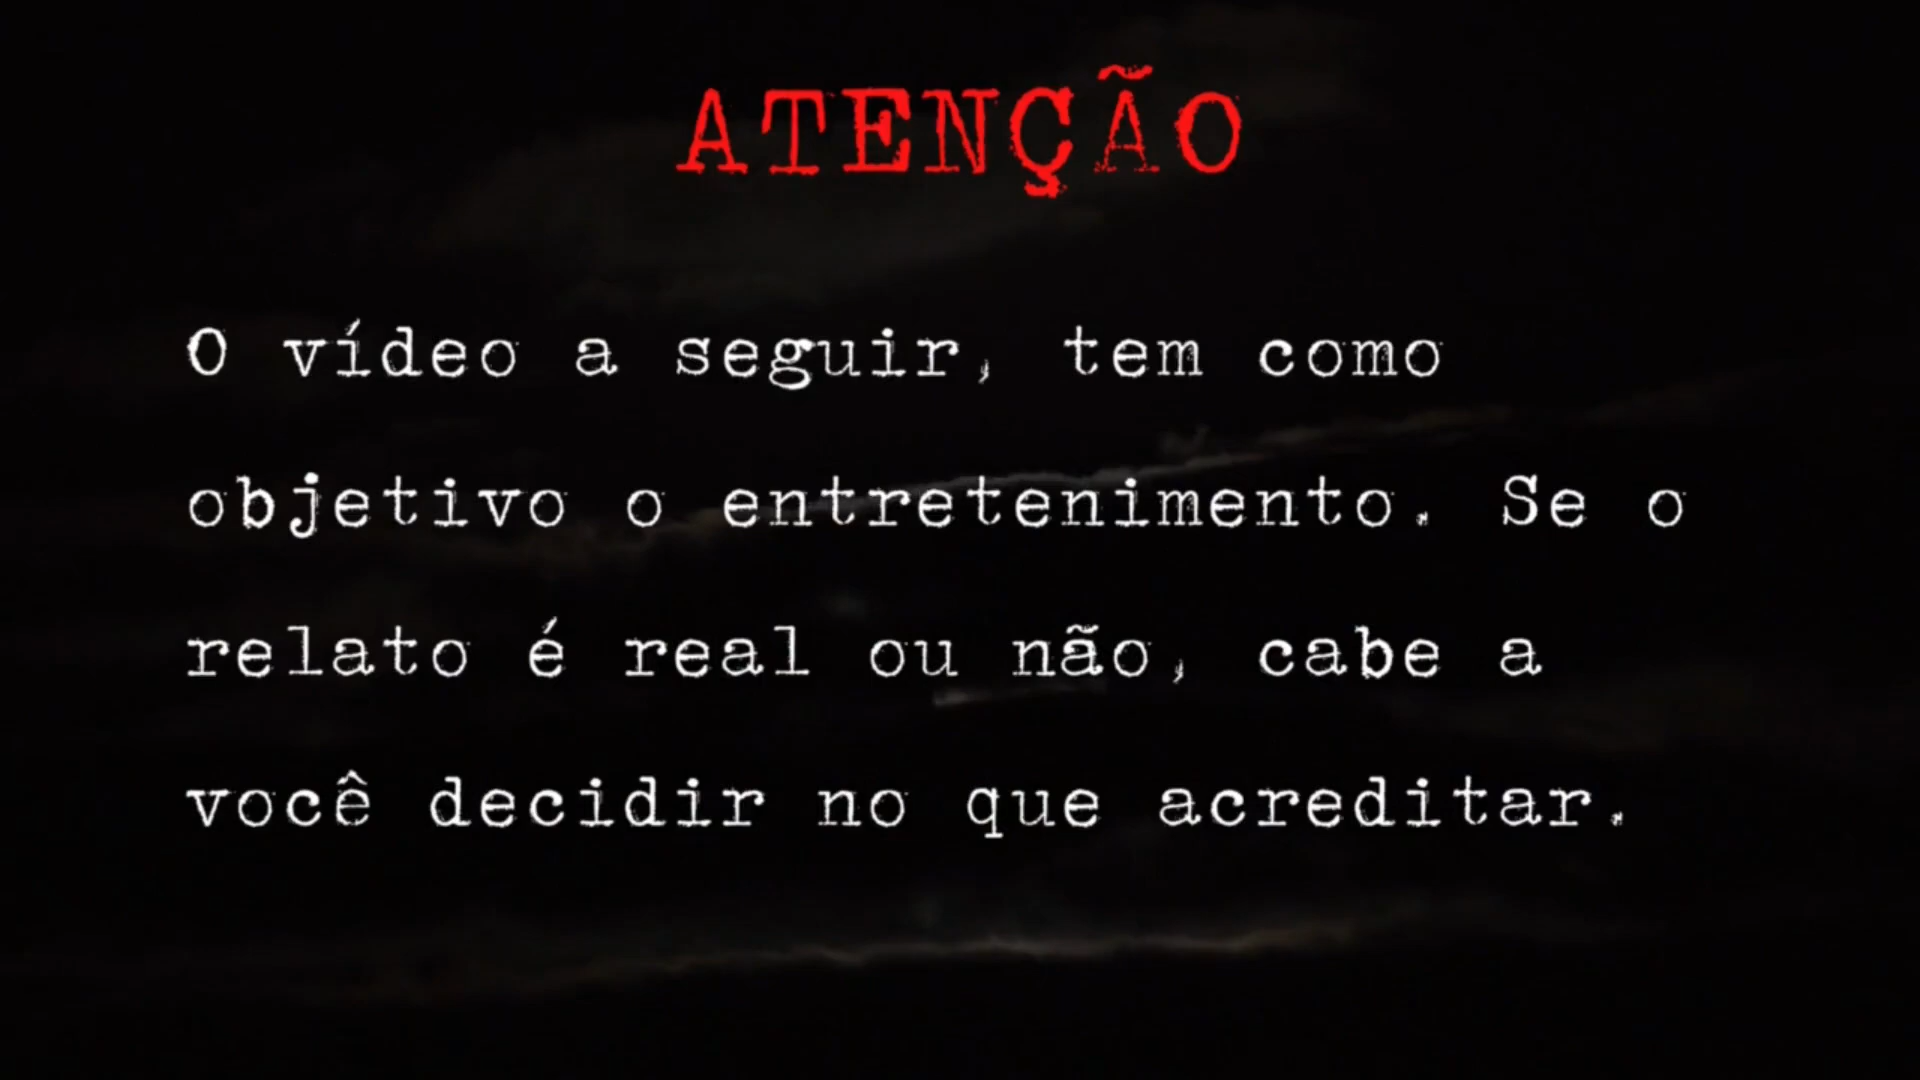 ATENÇÃO
O vídeo a seguir, tem como
objetivo o entretenimento. Se o
relato é real ou não, cabe a
você decidir no que acreditar.